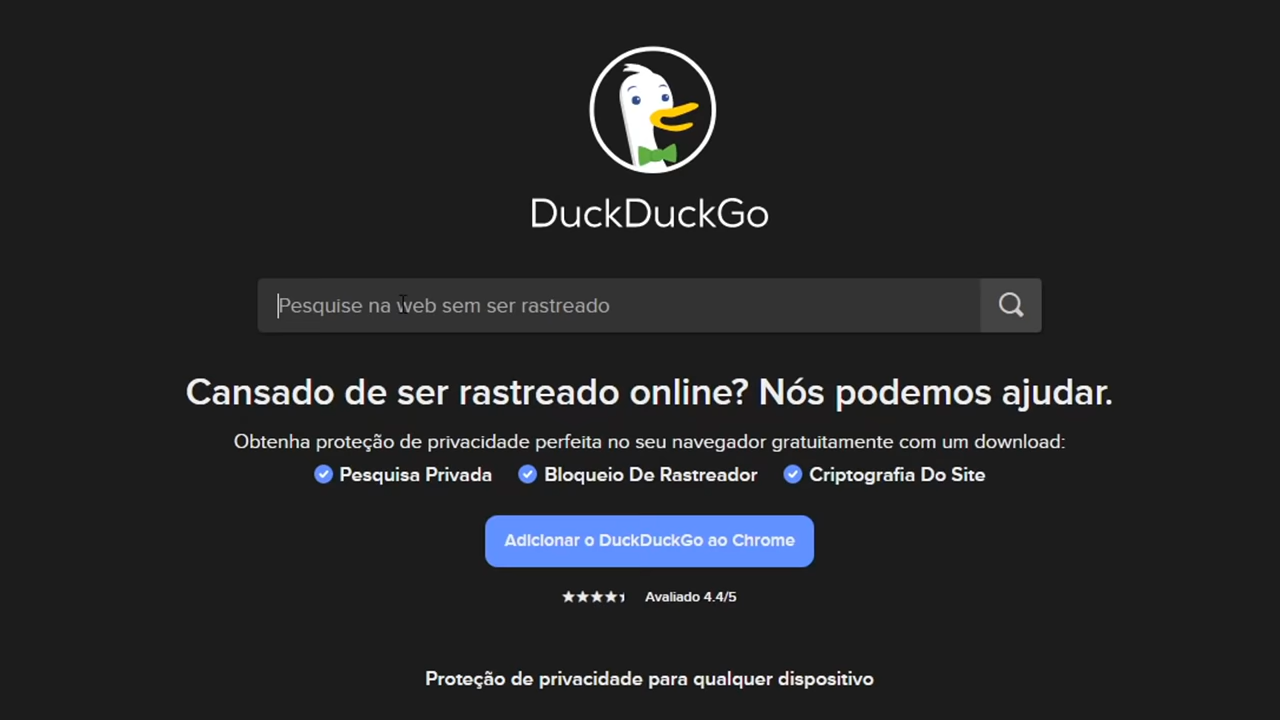 DuckDuckGo
Pesquise na web sem ser rastreado
Cansado de ser rastreado online? Nós podemos ajudar.
Obtenha proteção de privacidade perfeita no seu navegador gratuitamente com um download:
Pesquisa Privada Bloqueio De Rastreador Criptografia Do Site
Adicionar o DuckDuckGo ao Chrome
Avaliado 4.4/5
Proteção de privacidade para qualquer dispositivo